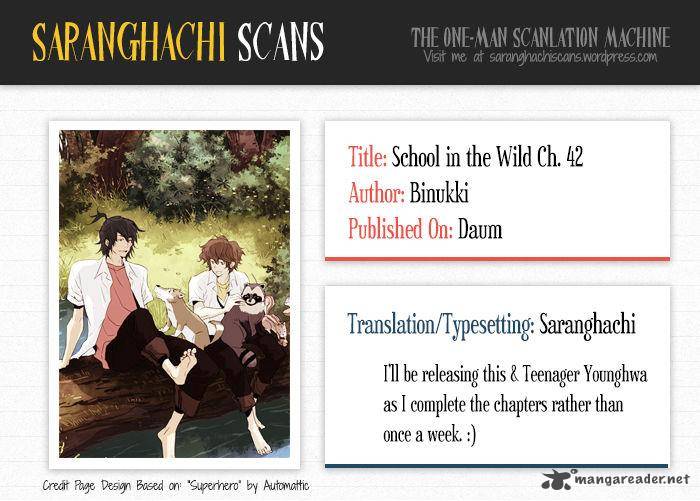 SARANGHACHI SCANS
THE ONE-MAN SCANLATION MACHINE
Visit me at saranghachiscans.wordpress.com
Title: School in the Wild Ch. 42
Author: Binukki
Published On: Daum
Translation/Typesetting: Saranghachi
I'll be releasing this & Teenager Younghwa
as I complete the chapters rather than
once a week. :)
Credit Page Design Based on: "Superhero" by Automattic
mangareader.net